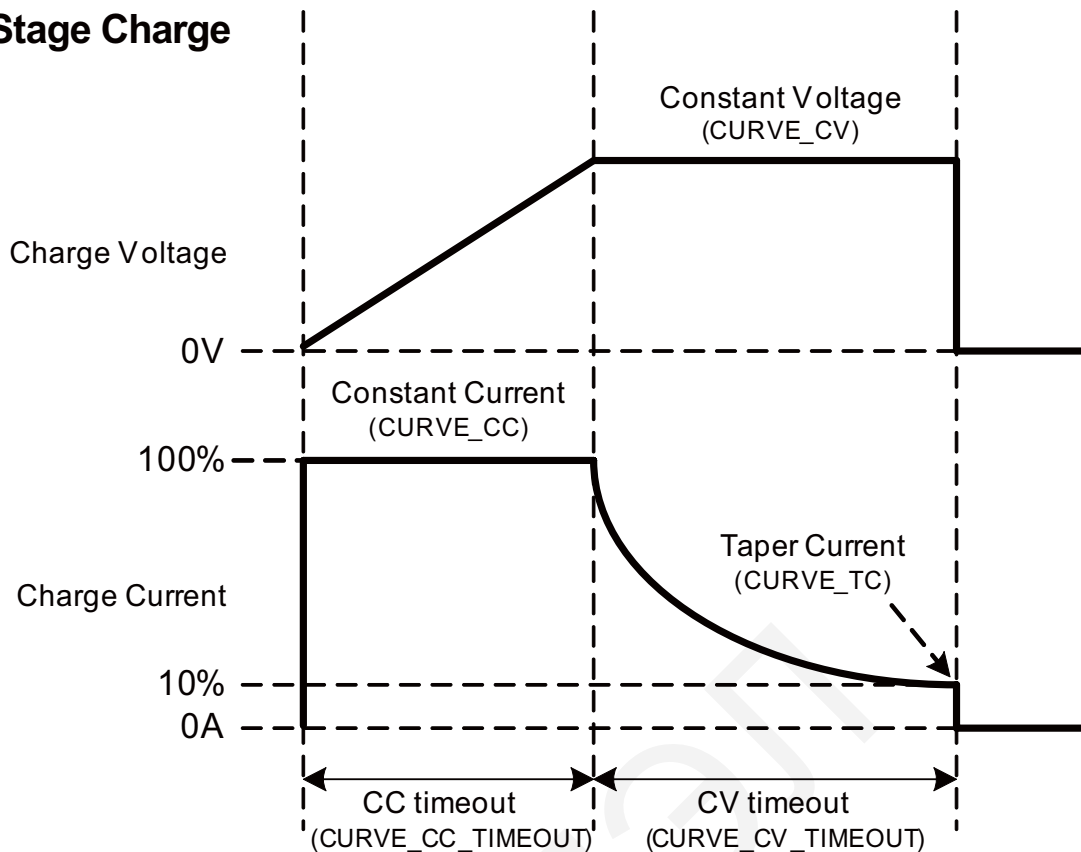 Stage Charge
Constant Voltage
(CURVE_CV)
Charge Voltage
0V
Constant Current
(CURVE_CC)
100%
Taper Current
(CURVE_TC)
Charge Current
10%
0A
CC timeout
(CURVE_CC_TIMEOUT)
CV timeout
(CURVE_CV_TIMEOUT)